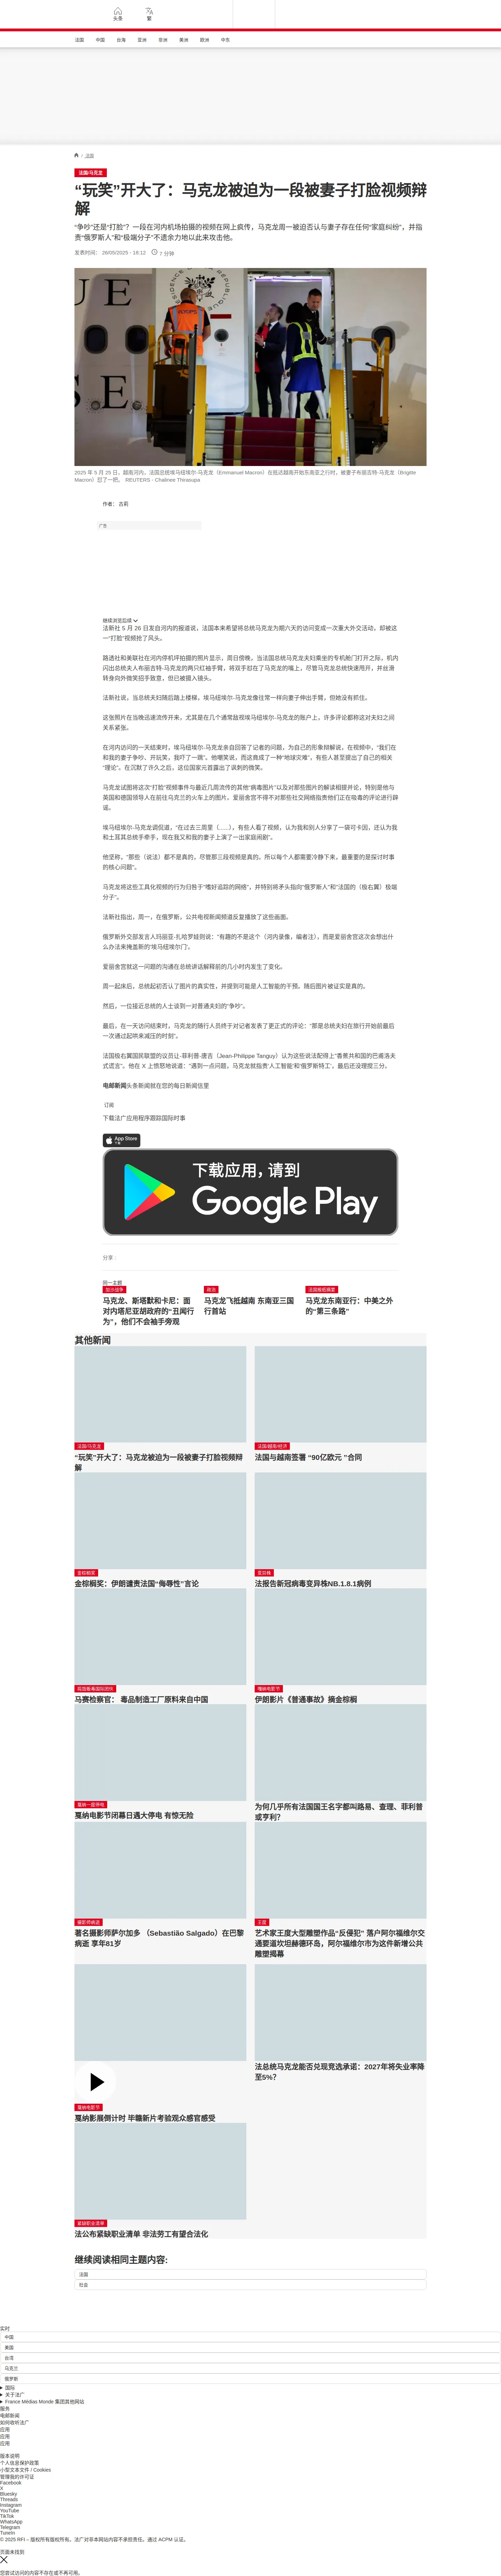 头条
繁
法国
中国
台海
亚洲
非洲
美洲
欧洲
中东
法国
法国/马克龙
“玩笑”开大了：马克龙被迫为一段被妻子打脸视频辩
解
“争吵”还是“打脸”？一段在河内机场拍摄的视频在网上疯传，马克龙周一被迫否认与妻子存在任何“家庭纠纷”，并指
责“俄罗斯人”和“极端分子”不遗余力地以此来攻击他。
发表时间： 26/05/2025 - 18:12
7 分钟
2025 年 5 月 25 日，越南河内，法国总统埃马纽埃尔·马克龙（Emmanuel Macron）在抵达越南开始东南亚之行时，被妻子布丽吉特·马克龙（Brigitte
Macron）怼了一把。 REUTERS - Chalinee Thirasupa
作者： 古莉
广告
继续浏览后续
法新社 5 月 26 日发自河内的报道说，法国本来希望将总统马克龙为期六天的访问变成一次重大外交活动，却被这
一“打脸”视频抢了风头。
路透社和美联社在河内停机坪拍摄的照片显示，周日傍晚，当法国总统马克龙夫妇乘坐的专机舱门打开之际，机内
闪出总统夫人布丽吉特·马克龙的两只红袖手臂，将双手怼在了马克龙的嘴上，尽管马克龙总统快速甩开，并丝滑
转身向外微笑招手致意，但已被摄入镜头。
法新社说，当总统夫妇随后踏上楼梯，埃马纽埃尔-马克龙像往常一样向妻子伸出手臂，但她没有抓住。
这张照片在当晚迅速流传开来，尤其是在几个通常敌视埃马纽埃尔-马克龙的账户上，许多评论都称这对夫妇之间
关系紧张。
在河内访问的一天结束时，埃马纽埃尔-马克龙亲自回答了记者的问题，为自己的形象辩解说，在视频中，“我们在
和我的妻子争吵。开玩笑，我吓了一跳”。他嘲笑说，而这竟成了一种“地球灾难”，有些人甚至提出了自己的相关
“理论”。在沉默了许久之后，这位国家元首露出了讽刺的微笑。
马克龙试图将这次“打脸”视频事件与最近几周流传的其他“病毒图片”以及对那些图片的解读相提并论，特别是他与
英国和德国领导人在前往乌克兰的火车上的图片，爱丽舍宫不得不对那些社交网络指责他们正在吸毒的评论进行辟
谣。
埃马纽埃尔-马克龙调侃道，“在过去三周里（......），有些人看了视频，认为我和别人分享了一袋可卡因，还认为我
和土耳其总统手牵手，现在我又和我的妻子上演了一出家庭闹剧”。
他坚称，”那些（说法）都不是真的，尽管那三段视频是真的。所以每个人都需要冷静下来，最重要的是探讨时事
的核心问题”。
马克龙将这些工具化视频的行为归咎于”嗜好追踪的网络”，并特别将矛头指向“俄罗斯人”和“法国的（极右翼）极端
分子”。
法新社指出，周一，在俄罗斯，公共电视新闻频道反复播放了这些画面。
俄罗斯外交部发言人玛丽亚-扎哈罗娃则说：“有趣的不是这个（河内录像，编者注），而是爱丽舍宫这次会想出什
么办法来掩盖新的‘埃马纽埃尔门’。
爱丽舍宫就这一问题的沟通在总统讲话解释前的几小时内发生了变化。
周一起床后，总统起初否认了图片的真实性，并提到可能是人工智能的干预。随后图片被证实是真的。
然后，一位接近总统的人士谈到一对普通夫妇的“争吵”。
最后，在一天访问结束时，马克龙的随行人员终于对记者发表了更正式的评论：“那是总统夫妇在旅行开始前最后
一次通过起哄来减压的时刻”。
法国极右翼国民联盟的议员让-菲利普-唐吉（Jean-Philippe Tanguy）认为这些说法配得上“香蕉共和国的巴甫洛夫
式谎言”。他在 X 上愤怒地说道：”遇到一点问题，马克龙就指责‘人工智能’和‘俄罗斯特工’，最后还没理掰三分。
电邮新闻头条新闻就在您的每日新闻信里
订阅
下载法广应用程序跟踪国际时事
App Store
下载
下载应用，请到
Google Play
分享 :
同一主题
加沙战争
马克龙、斯塔默和卡尼：面
对内塔尼亚胡政府的“丑闻行
为”，他们不会袖手旁观
政治
马克龙飞抵越南 东南亚三国
行首站
法国报纸摘要
马克龙东南亚行：中美之外
的“第三条路”
其他新闻
法国/马克龙
“玩笑”开大了：马克龙被迫为一段被妻子打脸视频辩
解
法国/越南/经济
法国与越南签署 “90亿欧元 ”合同
金棕榈奖
金棕榈奖：伊朗谴责法国“侮辱性”言论
变异株
法报告新冠病毒变异株NB.1.8.1病例
马赛检察官： 毒品制造工厂原料来自中国
戛纳电影节
伊朗影片《普通事故》摘金棕榈
戛纳电影节闭幕日遇大停电 有惊无险
为何几乎所有法国国王名字都叫路易、查理、菲利普
或亨利?
摄影师病逝
著名摄影师萨尔加多 （Sebastião Salgado）在巴黎
病逝 享年81岁
王度
艺术家王度大型雕塑作品“反侵犯” 落户阿尔福维尔交
通要道坎坦赫德环岛，阿尔福维尔市为这件新增公共
雕塑揭幕
戛纳电影节
戛纳影展倒计时 毕赣新片考验观众感官感受
法总统马克龙能否兑现竞选承诺：2027年将失业率降
至5%?
紧缺职业清单
法公布紧缺职业清单 非法劳工有望合法化
继续阅读相同主题内容:
法国
社会
实时
中国
美国
台湾
乌克兰
俄罗斯
国际
关于法广
France Médias Monde 集团其他网站
服务
电邮新闻
如何收听法广
应用
应用
应用
版本说明
个人信息保护政策
小型文本文件 / Cookies
管理我的许可证
Facebook
X
Bluesky
Threads
Instagram
YouTube
TikTok
WhatsApp
Telegram
TuneIn
© 2025 RFI – 版权所有版权所有。法广对非本网站内容不承担责任。通过 ACPM 认证。
页面未找到
您尝试访问的内容不存在或不再可用。